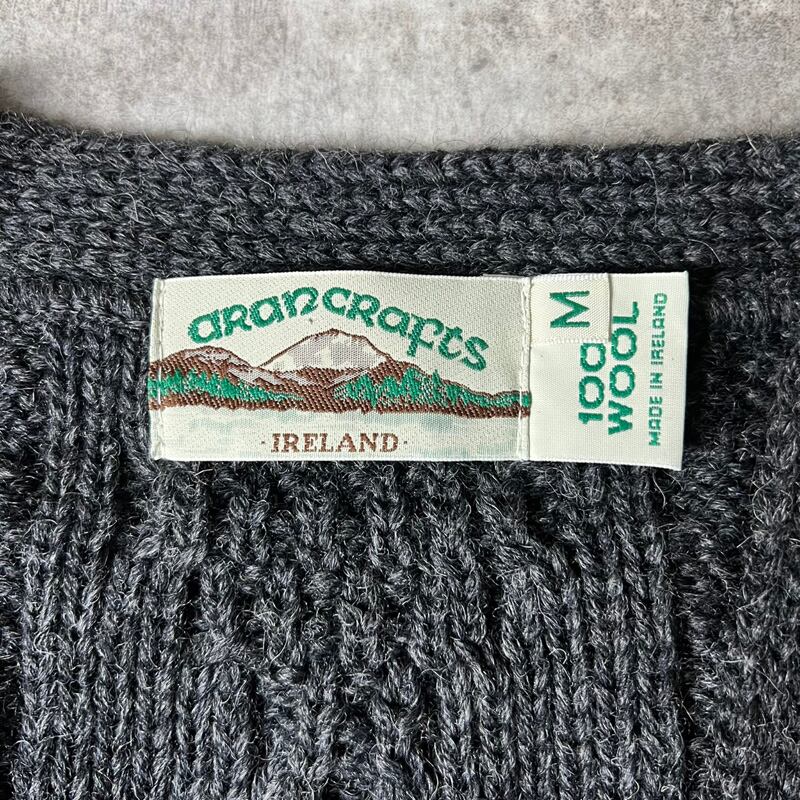 arancrafts
·IRELAND·
M
100
WOOL
MADE IN IRELAND